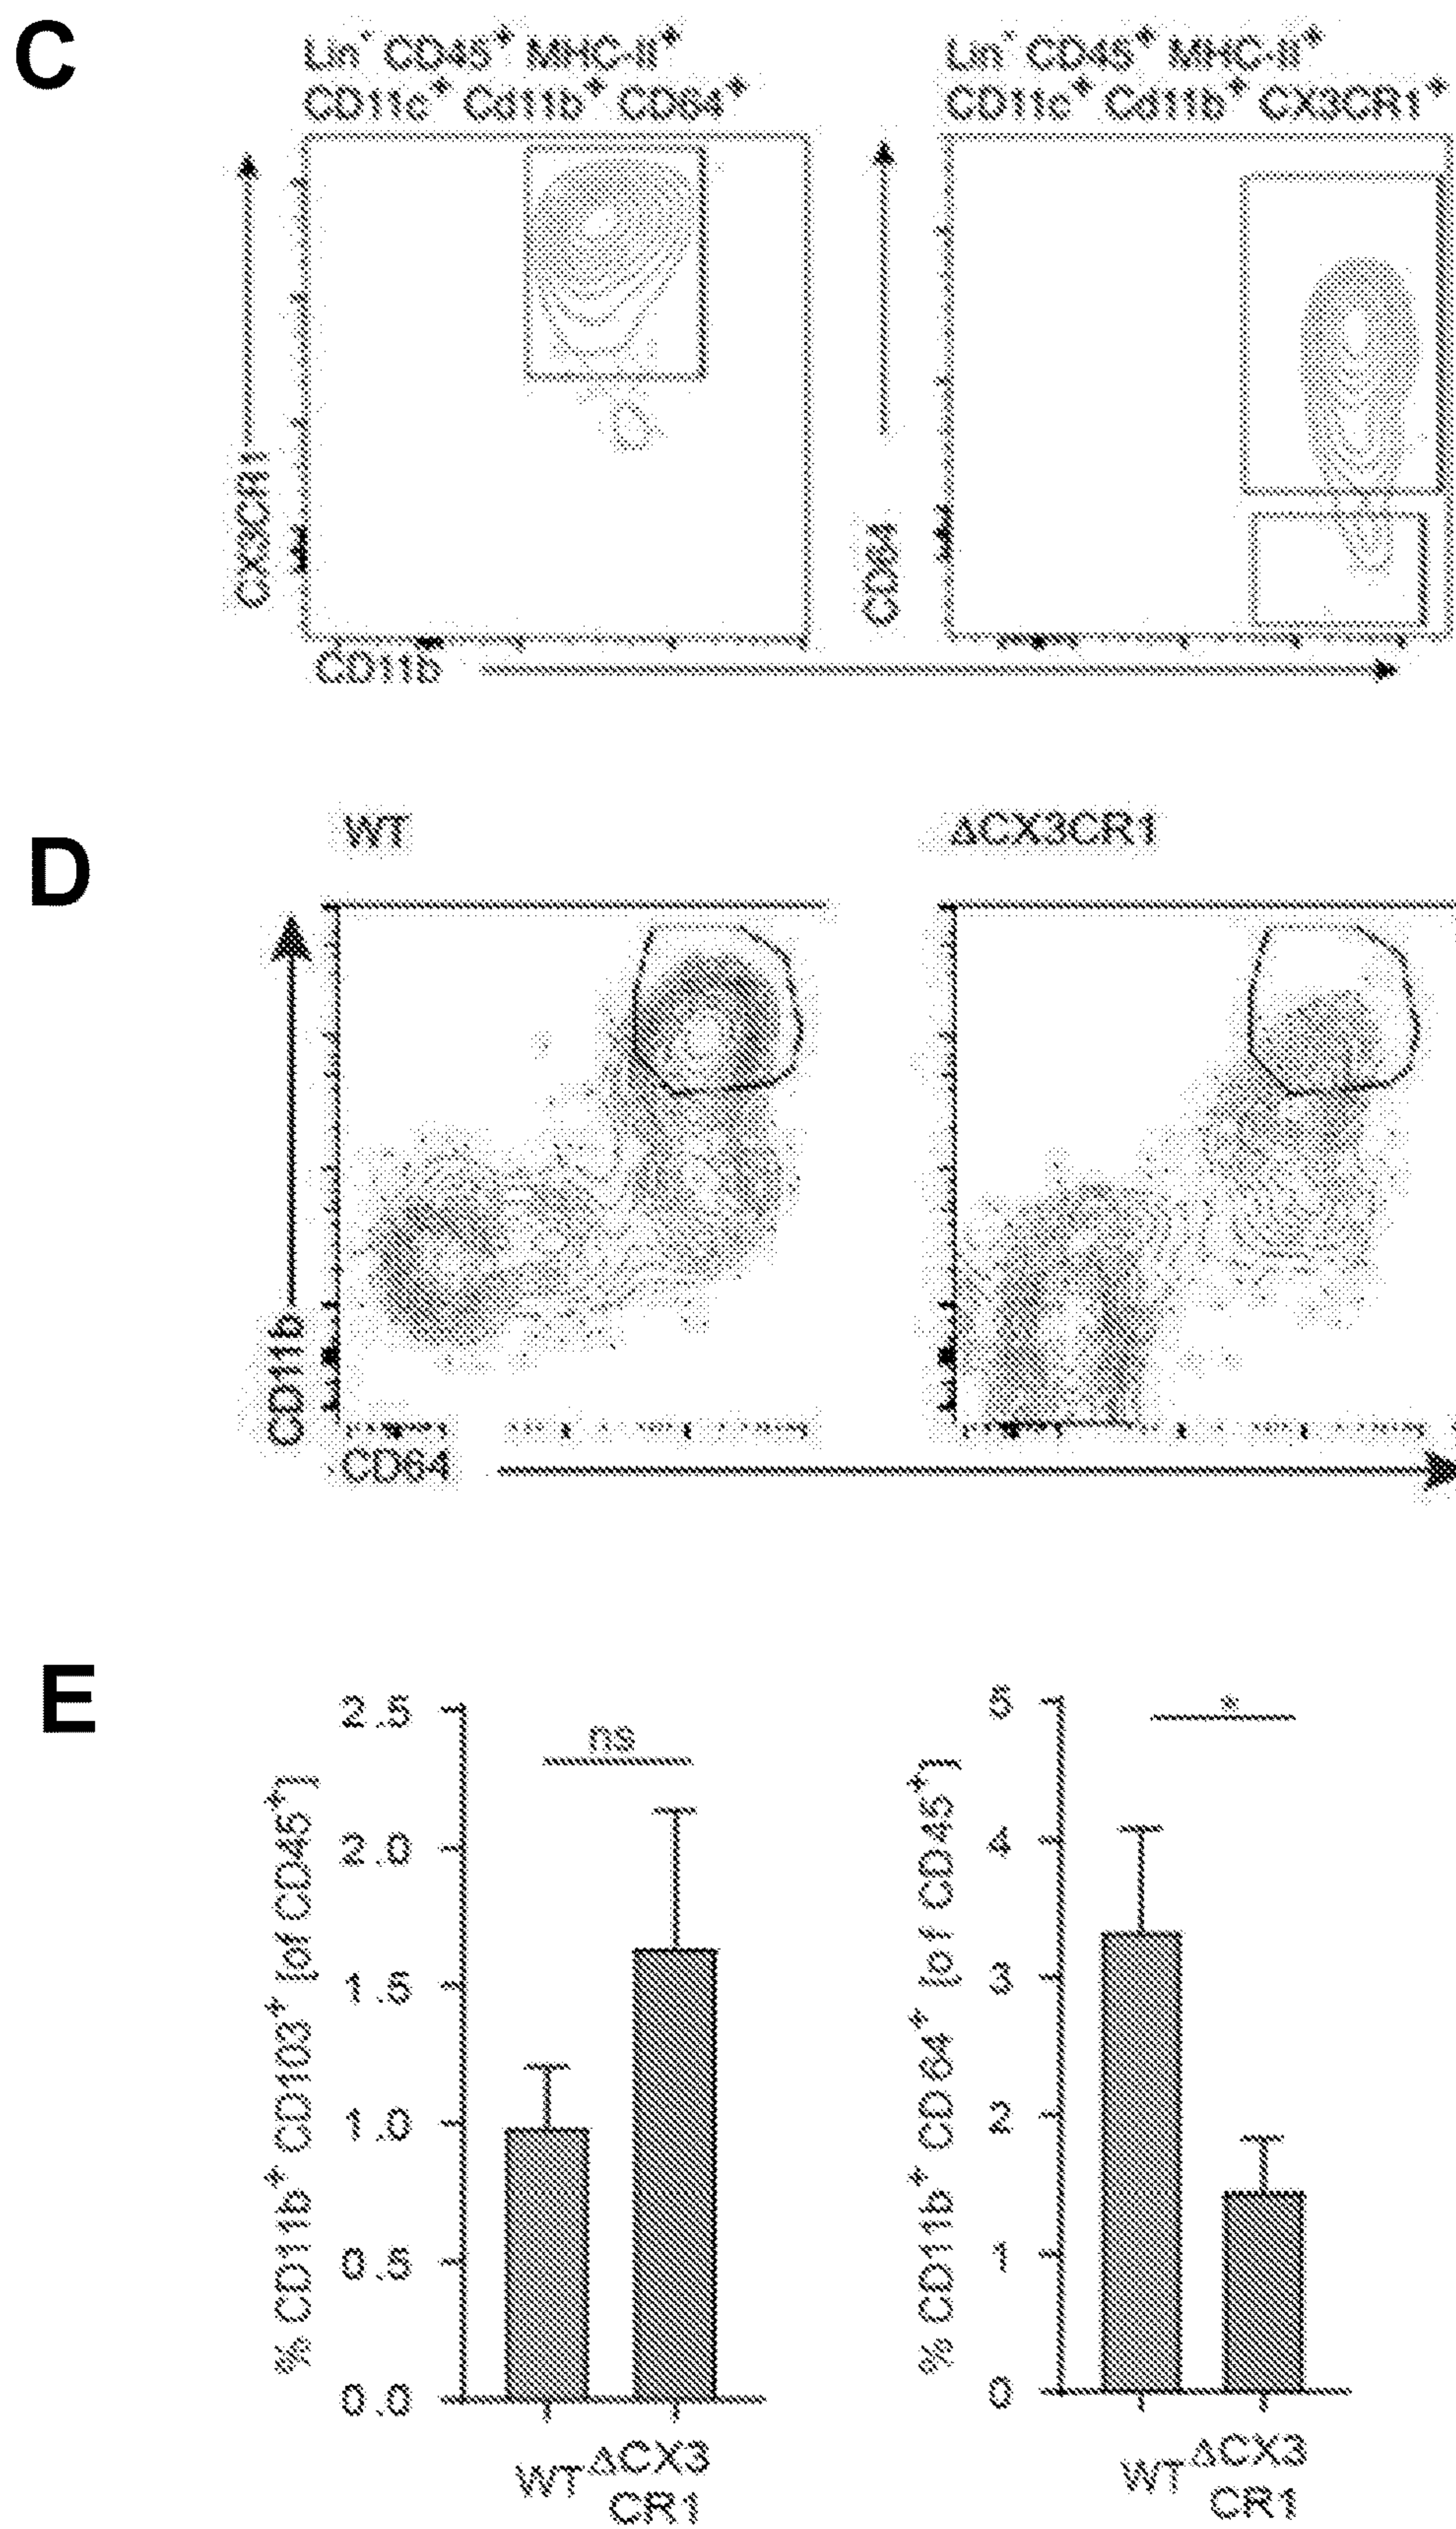 C
Lin⁻ CD45⁺ MHC-II⁺
CD11c⁺ Cd11b⁺ CD64⁺
Lin⁻ CD45⁺ MHC-II⁺
CD11c⁺ Cd11b⁺ CX3CR1⁺
CX3CR1
CD64
CD11b
D
WT
ΔCX3CR1
CD11b
CD64
E
% CD11b⁺ CD103⁺ [of CD45⁺]
2.5
2.0
1.5
1.0
0.5
0.0
ns
WT
ΔCX3
CR1
% CD11b⁺ CD64⁺ [of CD45⁺]
5
4
3
2
1
0
*
WT
ΔCX3
CR1